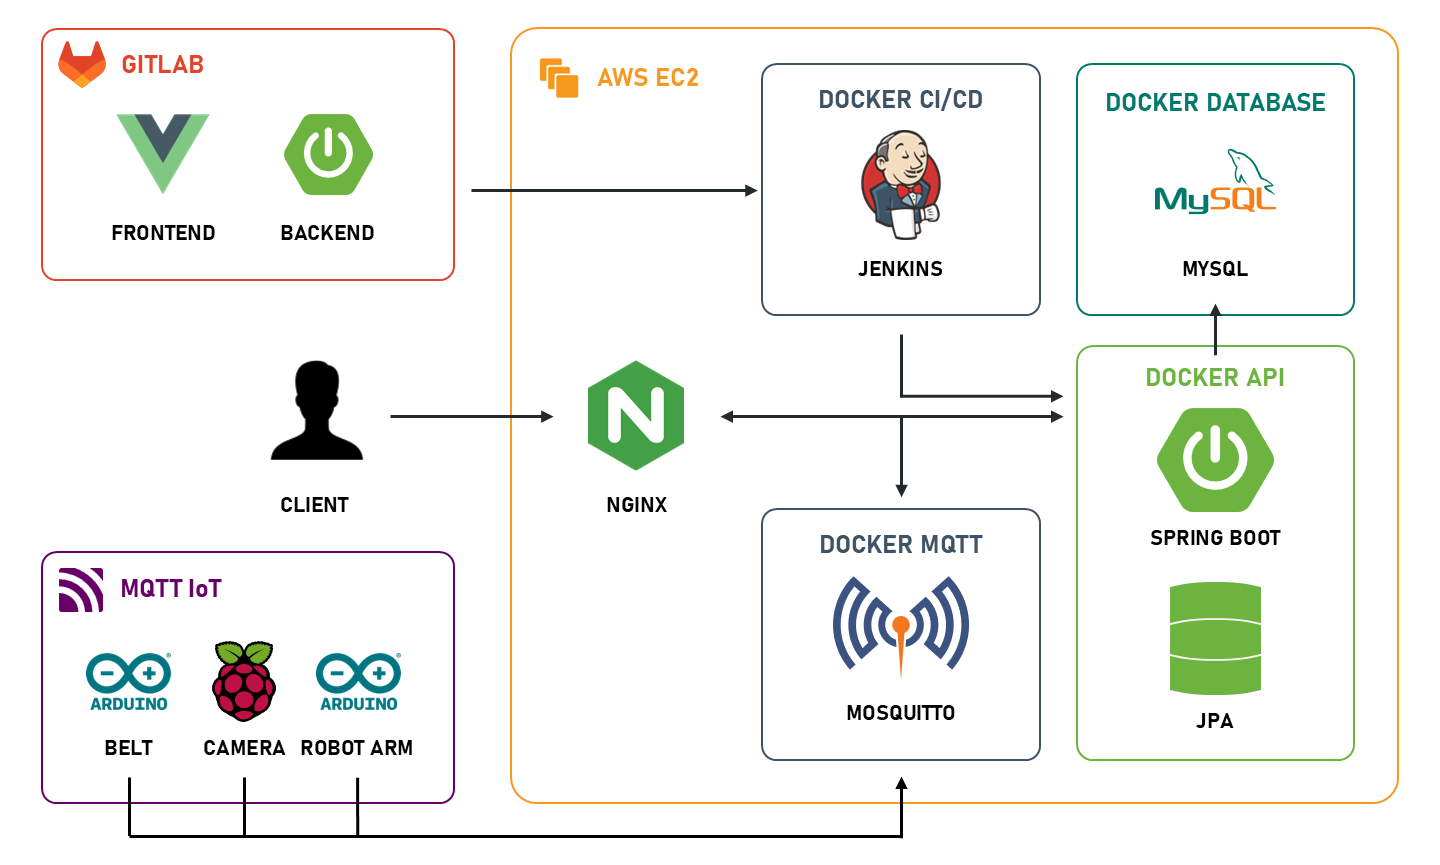 GITLAB
FRONTEND
BACKEND
AWS EC2
DOCKER CI/CD
JENKINS
DOCKER DATABASE
MySQL
MYSQL
CLIENT
NGINX
DOCKER API
SPRING BOOT
JPA
MQTT IoT
ARDUINO
ARDUINO
BELT
CAMERA
ROBOT ARM
DOCKER MQTT
MOSQUITTO